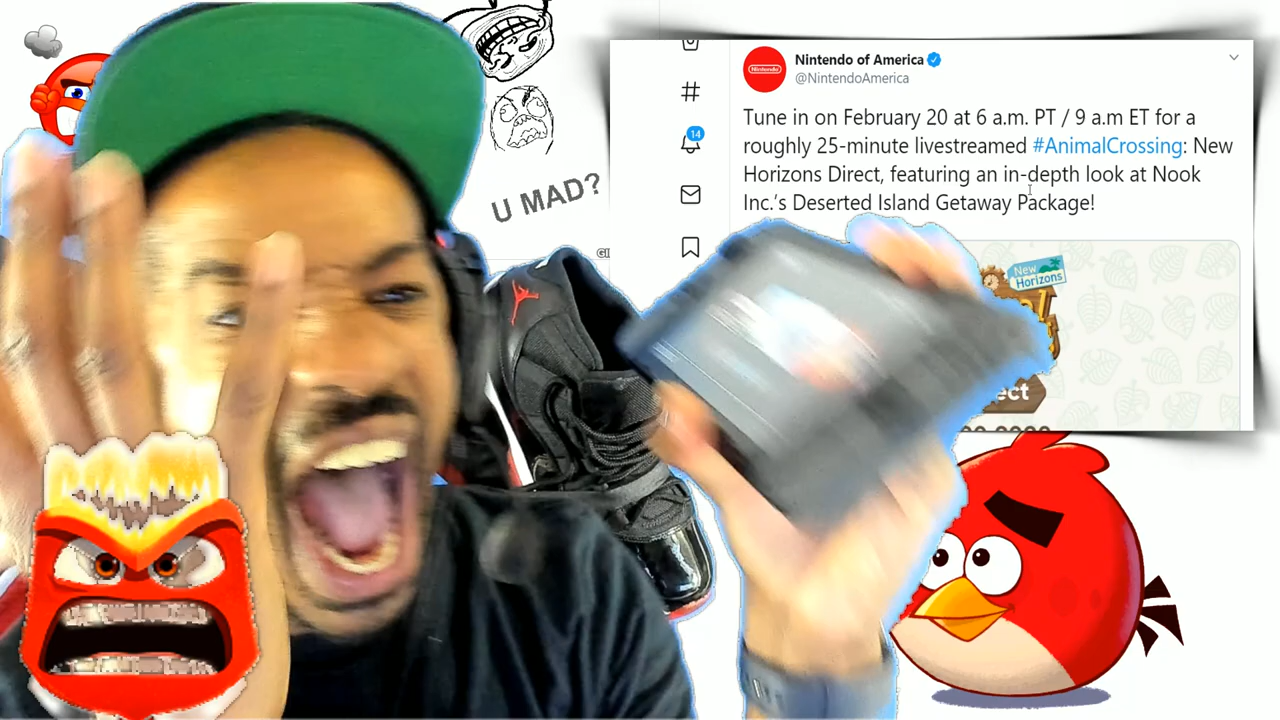 Nintendo of America
@NintendoAmerica
Nintendo
#
14
Tune in on February 20 at 6 a.m. PT / 9 a.m ET for a
roughly 25-minute livestreamed #AnimalCrossing: New
Horizons Direct, featuring an in-depth look at Nook
Inc.'s Deserted Island Getaway Package!
U MAD?
New
Horizons